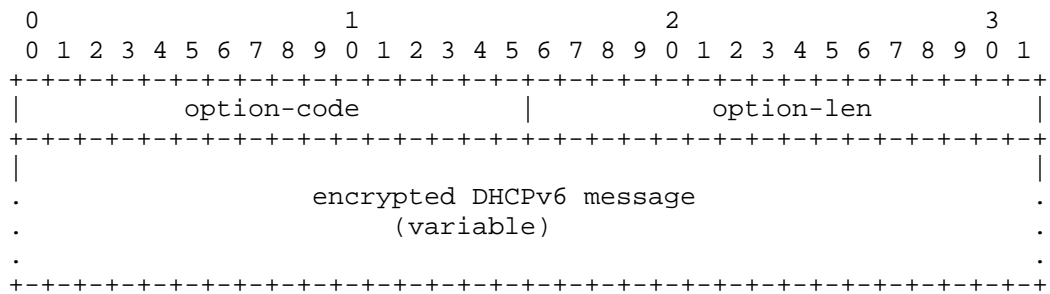 0                   1                   2                   3
 0 1 2 3 4 5 6 7 8 9 0 1 2 3 4 5 6 7 8 9 0 1 2 3 4 5 6 7 8 9 0 1
+-+-+-+-+-+-+-+-+-+-+-+-+-+-+-+-+-+-+-+-+-+-+-+-+-+-+-+-+-+-+-+-+
|          option-code          |           option-len          |
+-+-+-+-+-+-+-+-+-+-+-+-+-+-+-+-+-+-+-+-+-+-+-+-+-+-+-+-+-+-+-+-+
|                                                               |
.                  encrypted DHCPv6 message                     .
.                       (variable)                              .
.                                                               .
+-+-+-+-+-+-+-+-+-+-+-+-+-+-+-+-+-+-+-+-+-+-+-+-+-+-+-+-+-+-+-+-+